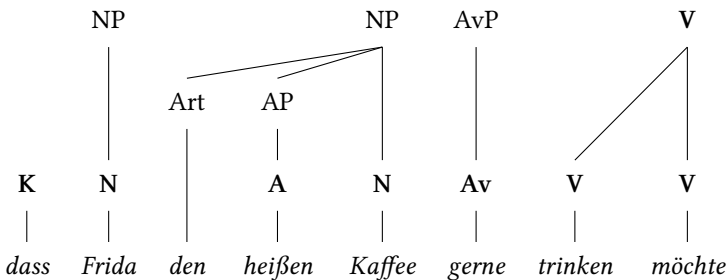 NP NP AvP V
Art AP
K N A N Av V V
dass Frida den heißen Kaffee gerne trinken möchte